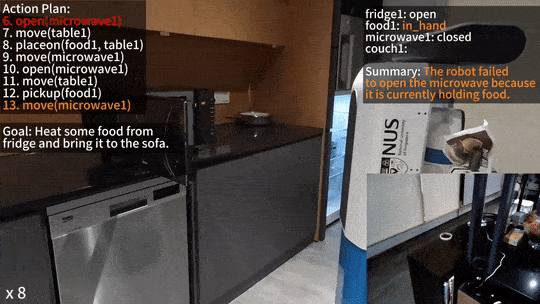 Action Plan:
6. open(microwave1)
7. move(table1)
8. placeon(food1, table1)
9. move(microwave1)
10. open(microwave1)
11. move(table1)
12. pickup(food1)
13. move(microwave1)
Goal: Heat some food from
fridge and bring it to the sofa.
x 8
fridge1: open
food1: in_hand
microwave1: closed
couch1:
Summary: The robot failed
to open the microwave because
it is currently holding food.
NUS